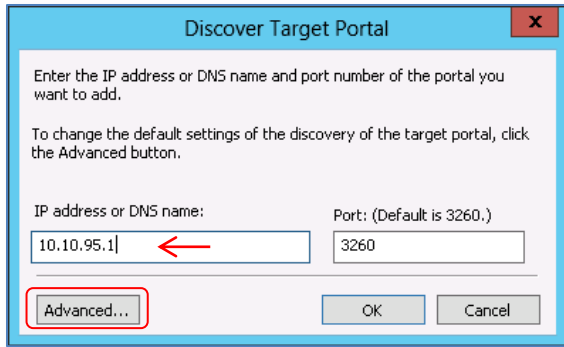 Discover Target Portal
x
Enter the IP address or DNS name and port number of the portal you
want to add.
To change the default settings of the discovery of the target portal, click
the Advanced button.
IP address or DNS name:
Port: (Default is 3260.)
10.10.95.1
3260
Advanced...
OK
Cancel